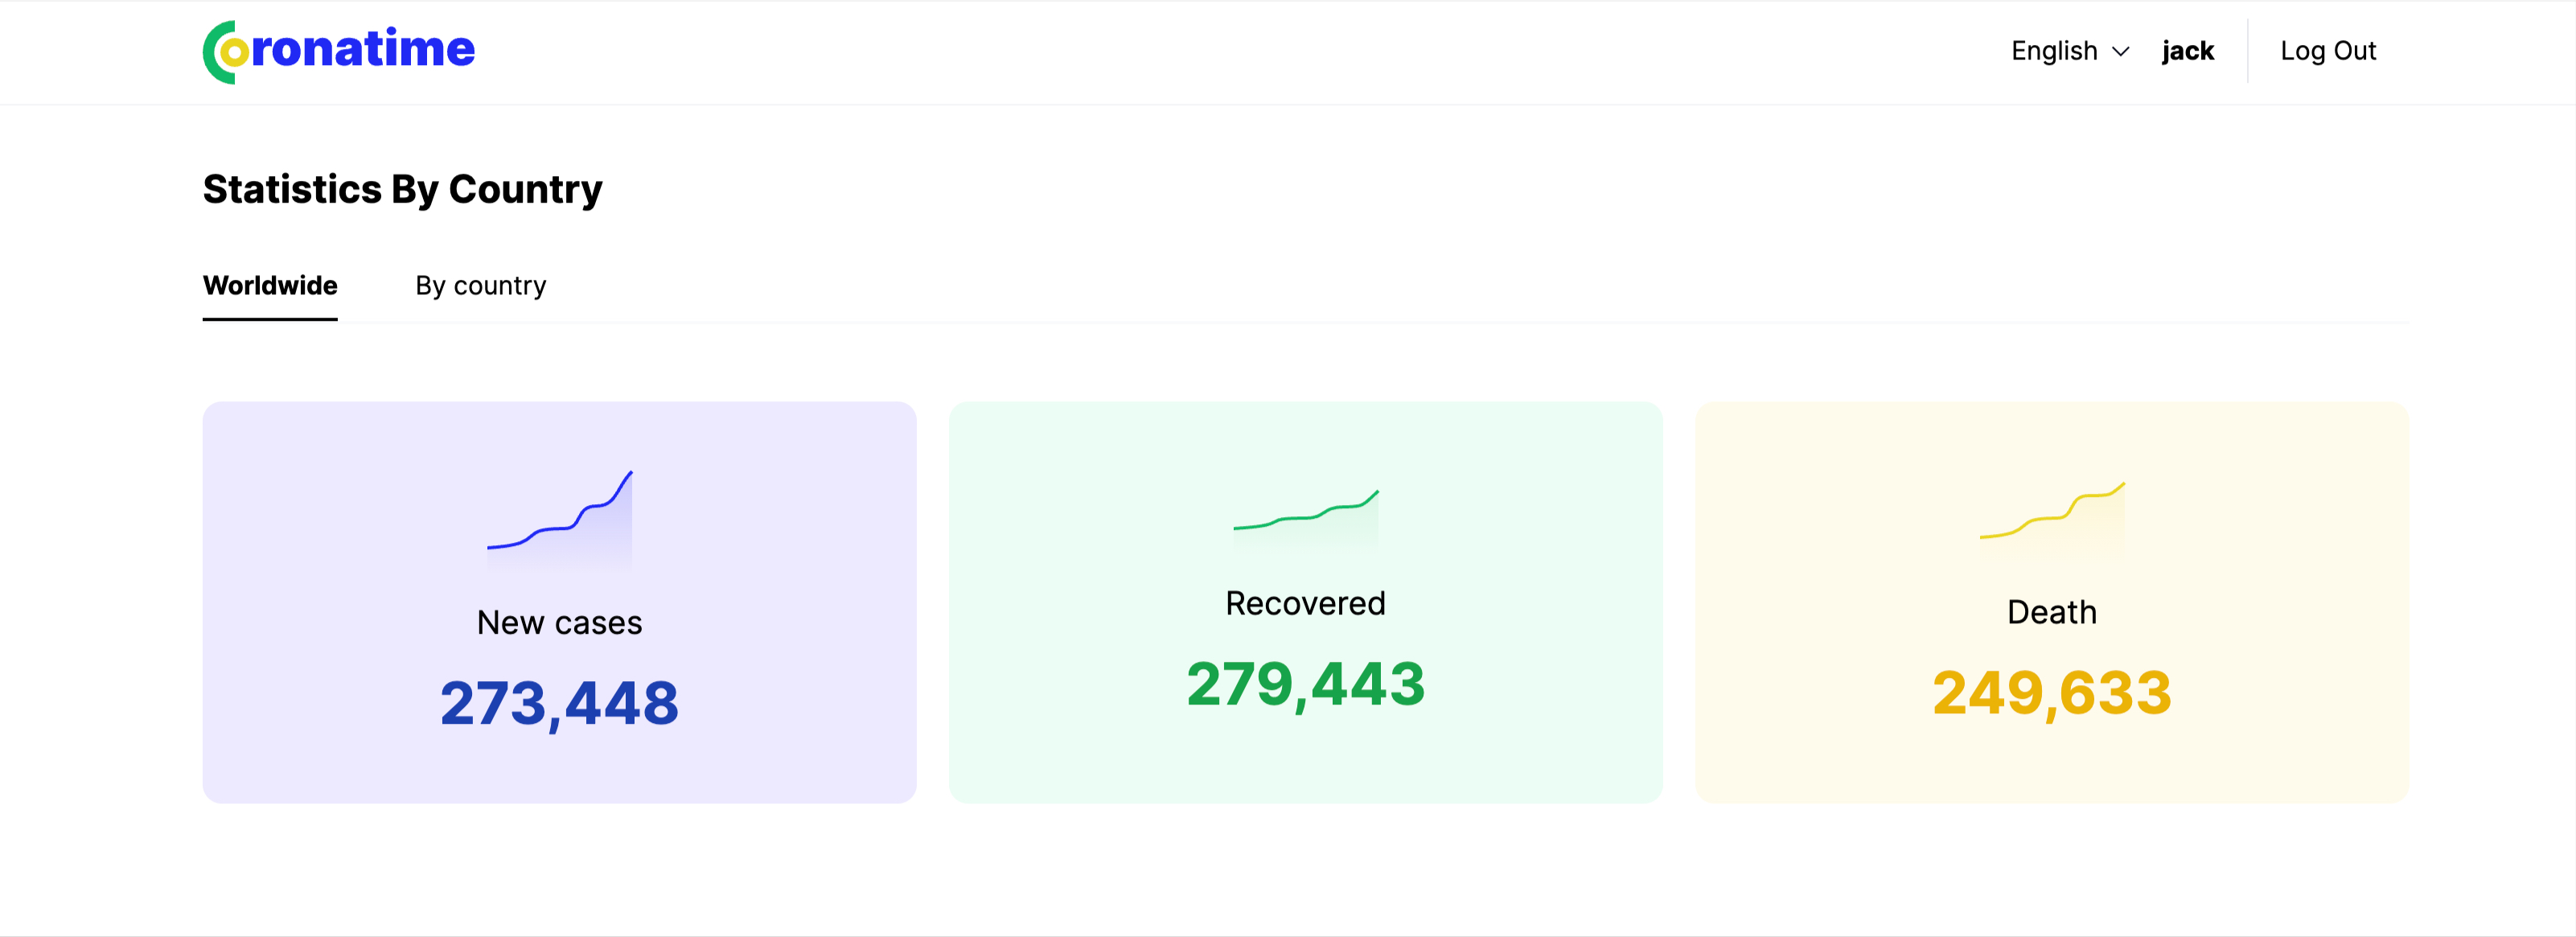 Coronatime
English
jack
Log Out
Statistics By Country
Worldwide
By country
New cases
273,448
Recovered
279,443
Death
249,633